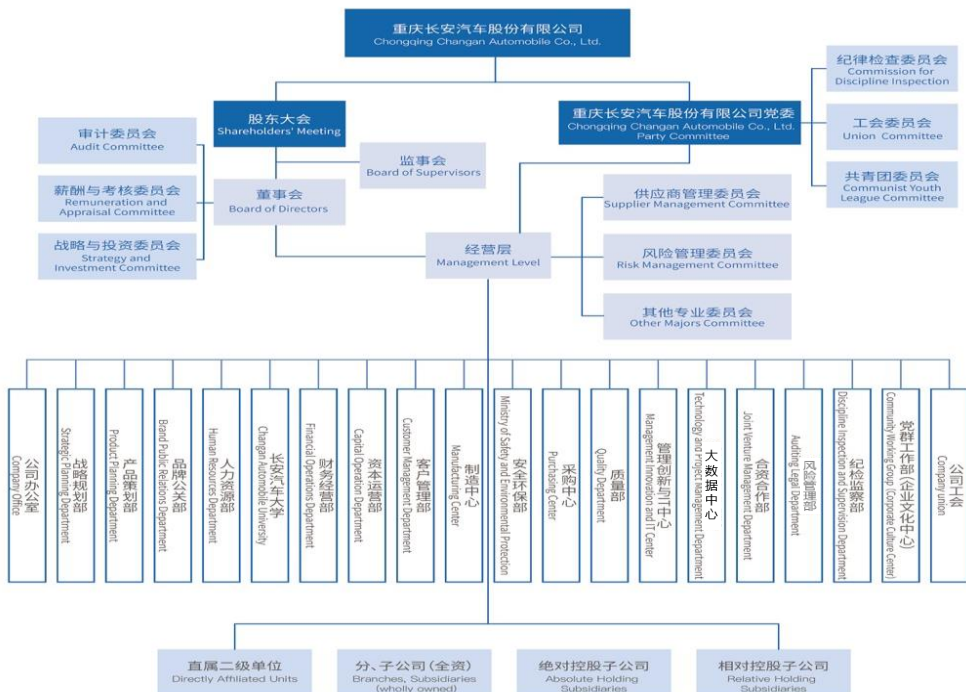 重庆长安汽车股份有限公司
Chongqing Changan Automobile Co., Ltd.
股东大会
Shareholders' Meeting
重庆长安汽车股份有限公司党委
Chongqing Changan Automobile Co., Ltd.
Party Committee
纪律检查委员会
Commission for
Discipline Inspection
工会委员会
Union Committee
共青团委员会
Communist Youth
League Committee
审计委员会
Audit Committee
薪酬与考核委员会
Remuneration and
Appraisal Committee
战略与投资委员会
Strategy and
Investment Committee
监事会
Board of Supervisors
董事会
Board of Directors
经营层
Management Level
供应商管理委员会
Supplier Management Committee
风险管理委员会
Risk Management Committee
其他专业委员会
Other Majors Committee
公司办公室
Company Office
战略规划部
Strategic Planning Department
产品策划部
Product Planning Department
品牌公关部
Brand Public Relations Department
人力资源部
Human Resources Department
长安汽车大学
Changan Automobile University
财务经营部
Financial Operations Department
资本运营部
Capital Operation Department
客户管理部
Customer Management Department
制造中心
Manufacturing Center
安全环保部
Ministry of Safety and Environmental Protection
采购中心
Purchasing Center
质量部
Quality Department
管理创新与IT中心
Management Innovation and IT Center
大数据中心
Technology and Project Management Department
合资合作部
Joint Venture Management Department
Auditing Legal Department
纪检监察部
Discipline Inspection and Supervision Department
党群工作部(企业文化中心)
Community Working Group (Corporate Culture Center)
公司工会
Company union
直属二级单位
Directly Affiliated Units
分、子公司(全资)
Branches, Subsidiaries
(wholly owned)
绝对控股子公司
Absolute Holding
Subsidiaries
相对控股子公司
Relative Holding
Subsidiaries